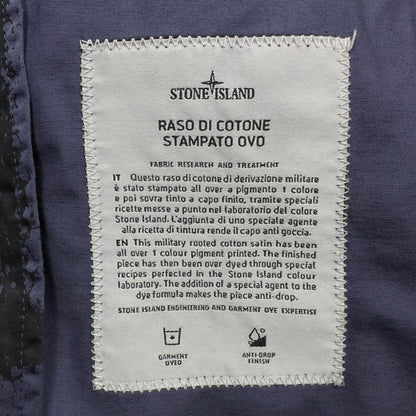 STONE ISLAND
RASO DI COTONE
STAMPATO OVD
FABRIC RESEARCH AND TREATMENT
IT Questo raso di cotone di derivazione militare
è stato stampato all over a pigmento 1 colore
e poi sovra tinto a capo finito, tramite speciali
ricette messe a punto nel laboratorio del colore
Stone Island. L'aggiunta di uno speciale agente
alla ricetta di tintura rende il capo anti goccia.
EN This military rooted cotton satin has been
all over 1 colour pigment printed. The finished
piece has then been over dyed through special
recipes perfected in the Stone Island colour
laboratory. The addition of a special agent to the
dye formula makes the piece anti-drop.
STONE ISLAND ENGINEERING AND GARMENT DYE EXPERTISE
GARMENT
DYED
ANTI-DROP
FINISH